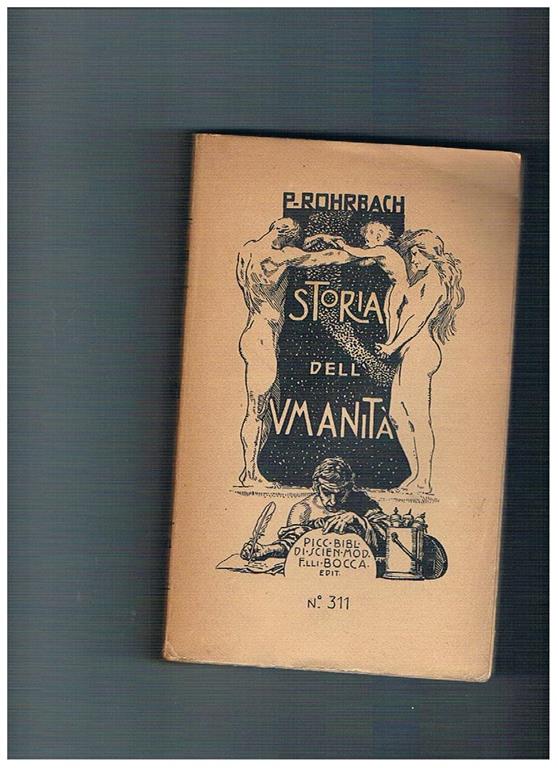 P. ROHRBACH
STORIA
DELL'
VMANITÀ
PICC. BIBL.
DI. SCIEN. MOD.
F.LLI. BOCCA.
EDIT.
N.º 311